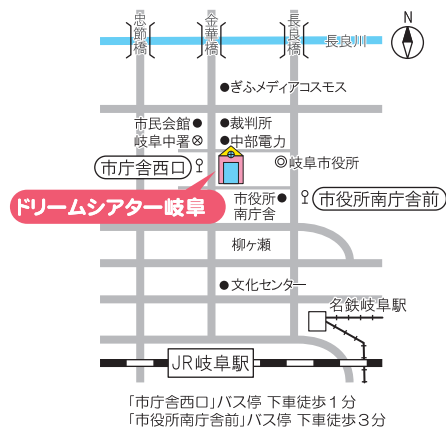 N
忠節橋
金華橋
長良橋
長良川
ぎふメディアコスモス
市民会館
裁判所
岐阜中署
中部電力
市庁舎西口
岐阜市役所
ドリームシアター岐阜
市役所
南庁舎
市役所南庁舎前
柳ヶ瀬
文化センター
名鉄岐阜駅
JR岐阜駅
「市庁舎西口」バス停 下車徒歩1分
「市役所南庁舎前」バス停 下車徒歩3分